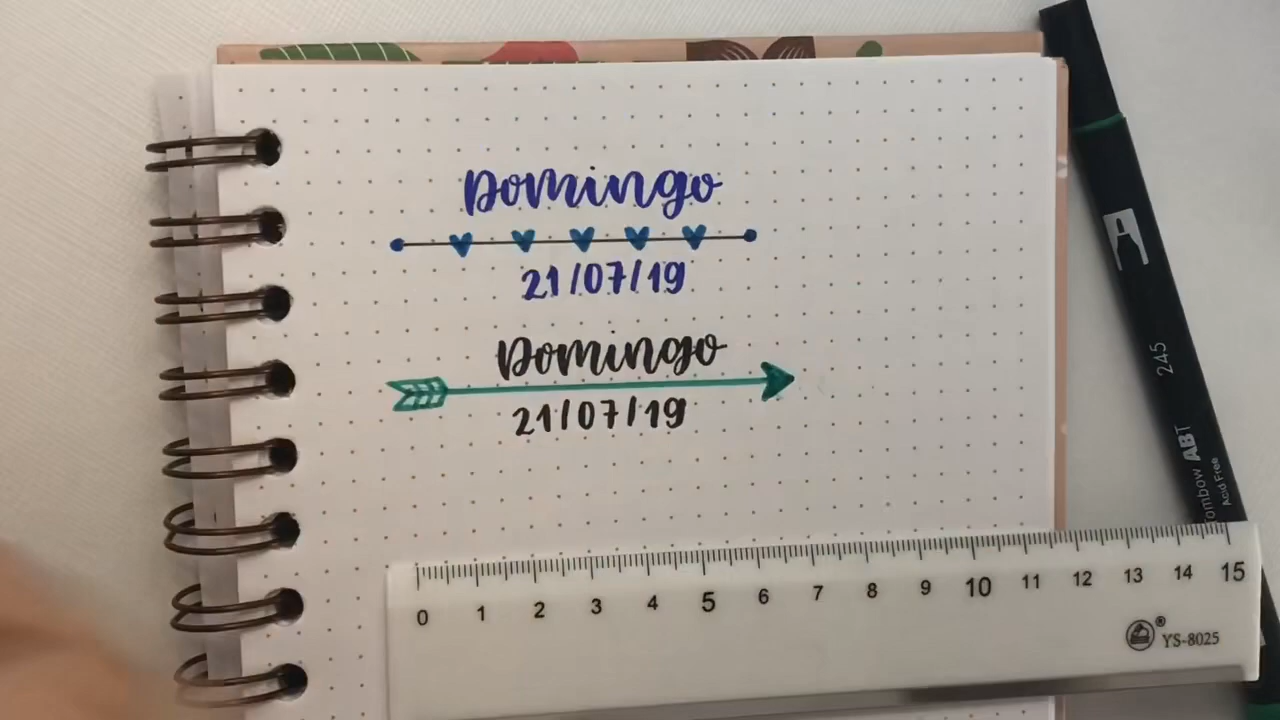 Domingo
21/07/19
Domingo
21/07/19
245
Tombow ABT
Acid Free
0 1 2 3 4 5 6 7 8 9 10 11 12 13 14 15
® YS-8025